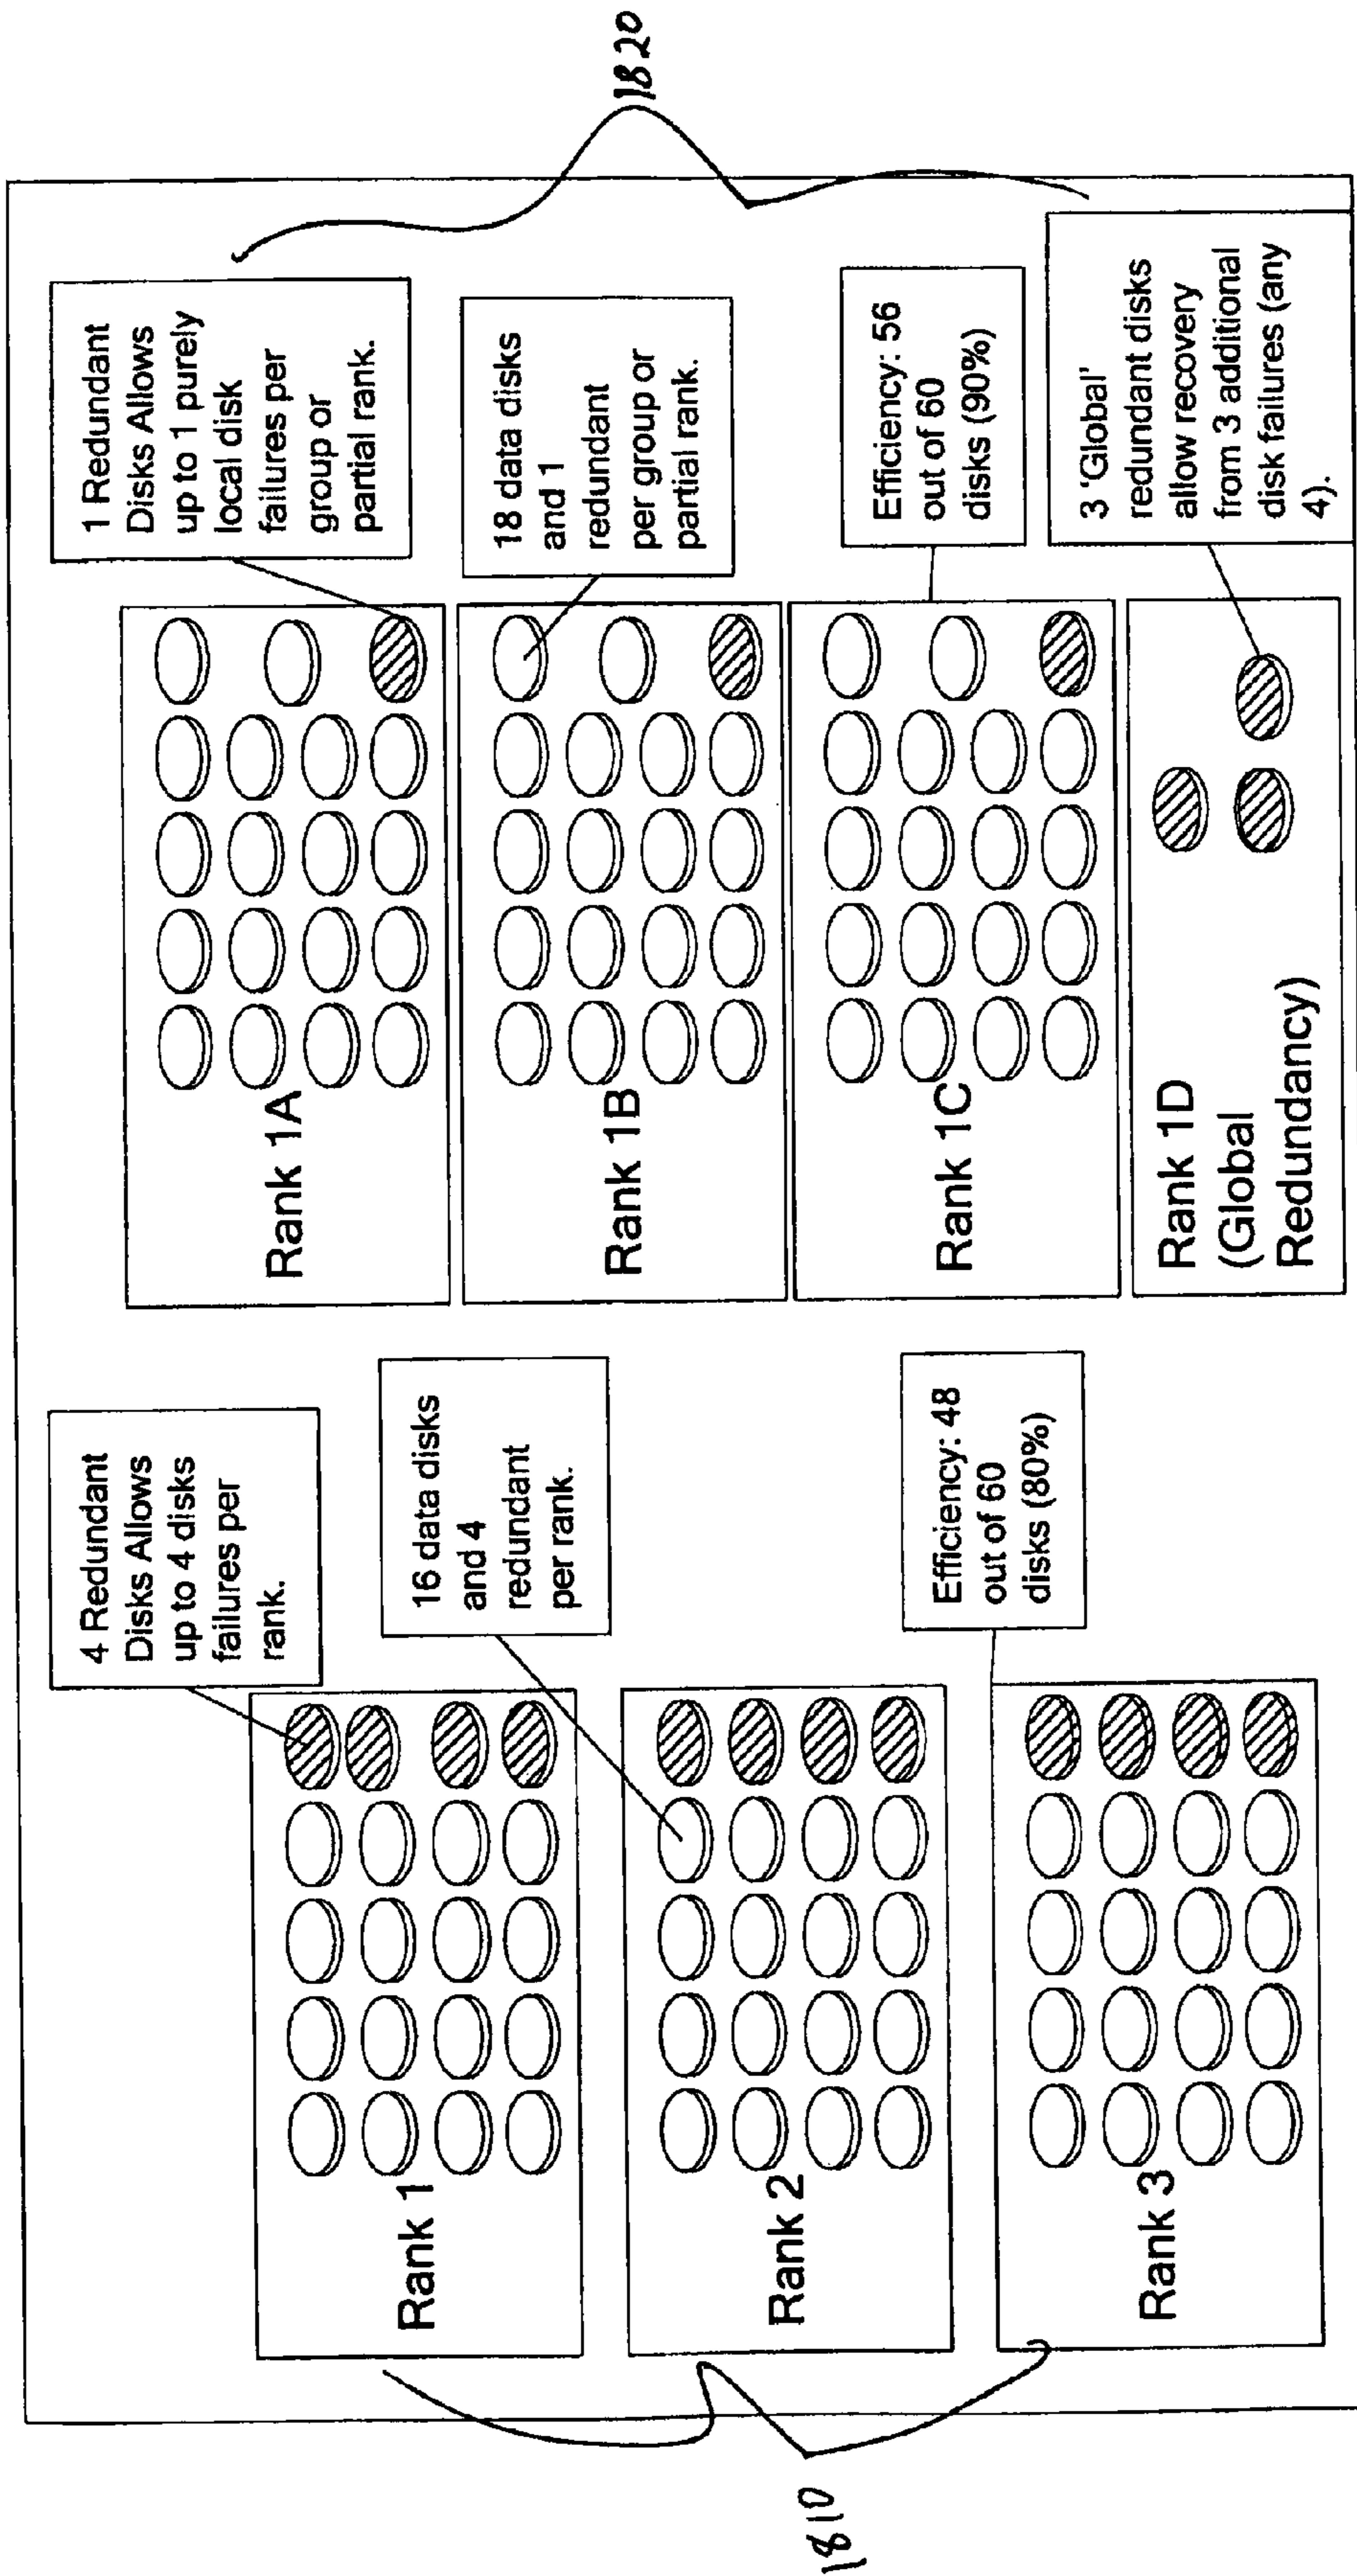 4 Redundant
Disks Allows
up to 4 disks
failures per
rank.
Rank 1
16 data disks
and 4
redundant
per rank.
Rank 2
Efficiency: 48
out of 60
disks (80%)
Rank 3
1810
1 Redundant
Disks Allows
up to 1 purely
local disk
failures per
group or
partial rank.
Rank 1A
18 data disks
and 1
redundant
per group or
partial rank.
Rank 1B
Efficiency: 56
out of 60
disks (90%)
Rank 1C
3 'Global'
redundant disks
allow recovery
from 3 additional
disk failures (any
4).
Rank 1D
(Global
Redundancy)
1820